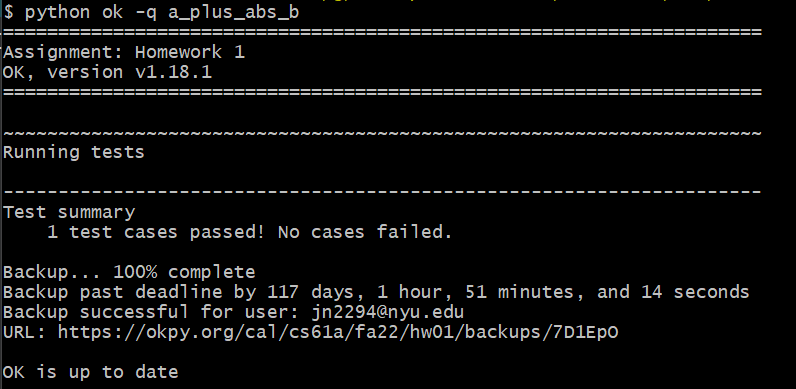 $ python ok -q a_plus_abs_b
=====================================================================
Assignment: Homework 1
OK, version v1.18.1
=====================================================================

~~~~~~~~~~~~~~~~~~~~~~~~~~~~~~~~~~~~~~~~~~~~~~~~~~~~~~~~~~~~~~~~~~~~~
Running tests

---------------------------------------------------------------------
Test summary
    1 test cases passed! No cases failed.

Backup... 100% complete
Backup past deadline by 117 days, 1 hour, 51 minutes, and 14 seconds
Backup successful for user: jn2294@nyu.edu
URL: https://okpy.org/cal/cs61a/fa22/hw01/backups/7D1EpO

OK is up to date